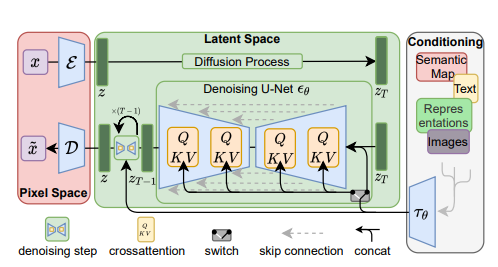 Latent Space
Conditioning
x
ℰ
Diffusion Process
z
z_T
Semantic
Map
Text
Repres
entations
Images
Denoising U-Net ϵ_θ
×(T−1)
Q
KV
Q
KV
Q
KV
Q
KV
z_T
x̃
𝒟
z
z_{T−1}
Pixel Space
τ_θ
Q
KV
denoising step
crossattention
switch
skip connection
concat